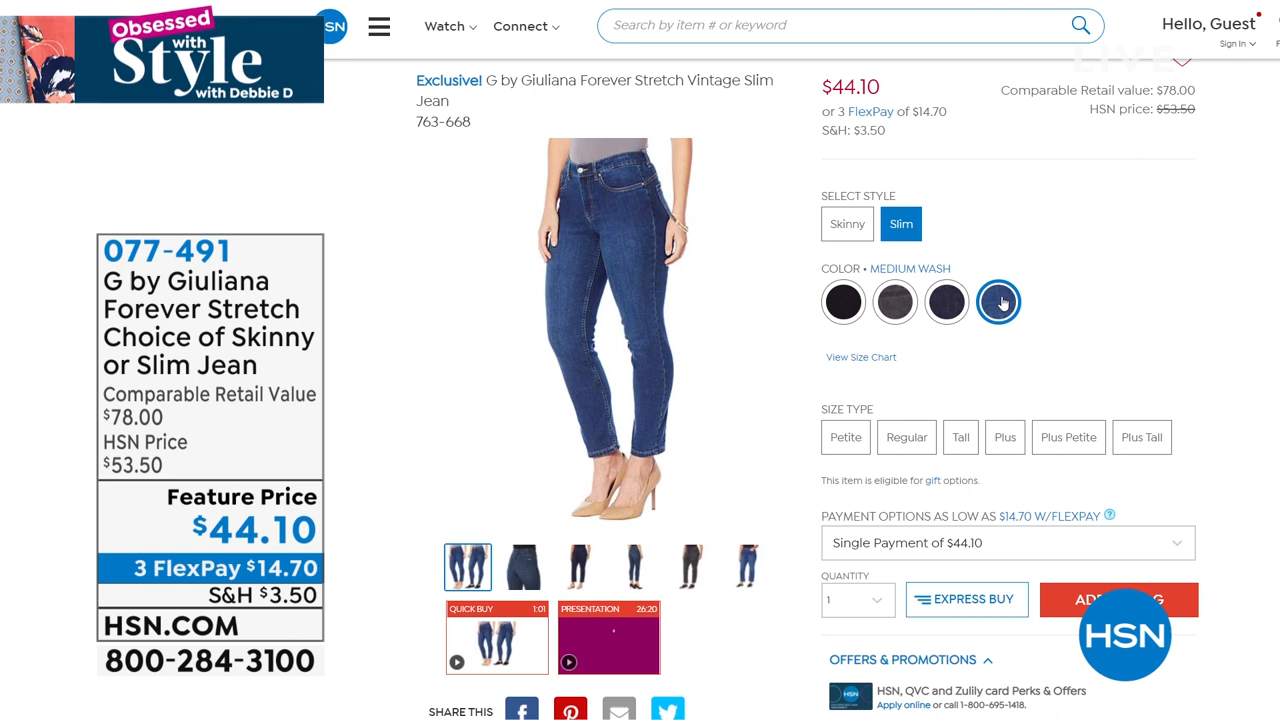 Obsessed
with
Style
with Debbie D
Watch
Connect
Search by item # or keyword
Hello, Guest
Sign In
LIVE
Exclusive! G by Giuliana Forever Stretch Vintage Slim
Jean
763-668
$44.10
or 3 FlexPay of $14.70
S&H: $3.50
Comparable Retail value: $78.00
HSN price: $53.50
SELECT STYLE
Skinny
Slim
COLOR • MEDIUM WASH
View Size Chart
SIZE TYPE
Petite
Regular
Tall
Plus
Plus Petite
Plus Tall
This item is eligible for gift options.
PAYMENT OPTIONS AS LOW AS $14.70 W/FLEXPAY ?
Single Payment of $44.10
QUANTITY
1
EXPRESS BUY
HSN
OFFERS & PROMOTIONS
HSN
HSN, QVC and Zulily card Perks & Offers
Apply online or call 1-800-695-1418.
QUICK BUY 1:01
PRESENTATION 26:20
SHARE THIS
077-491
G by Giuliana
Forever Stretch
Choice of Skinny
or Slim Jean
Comparable Retail Value
$78.00
HSN Price
$53.50
Feature Price
$44.10
3 FlexPay $14.70
S&H $3.50
HSN.COM
800-284-3100